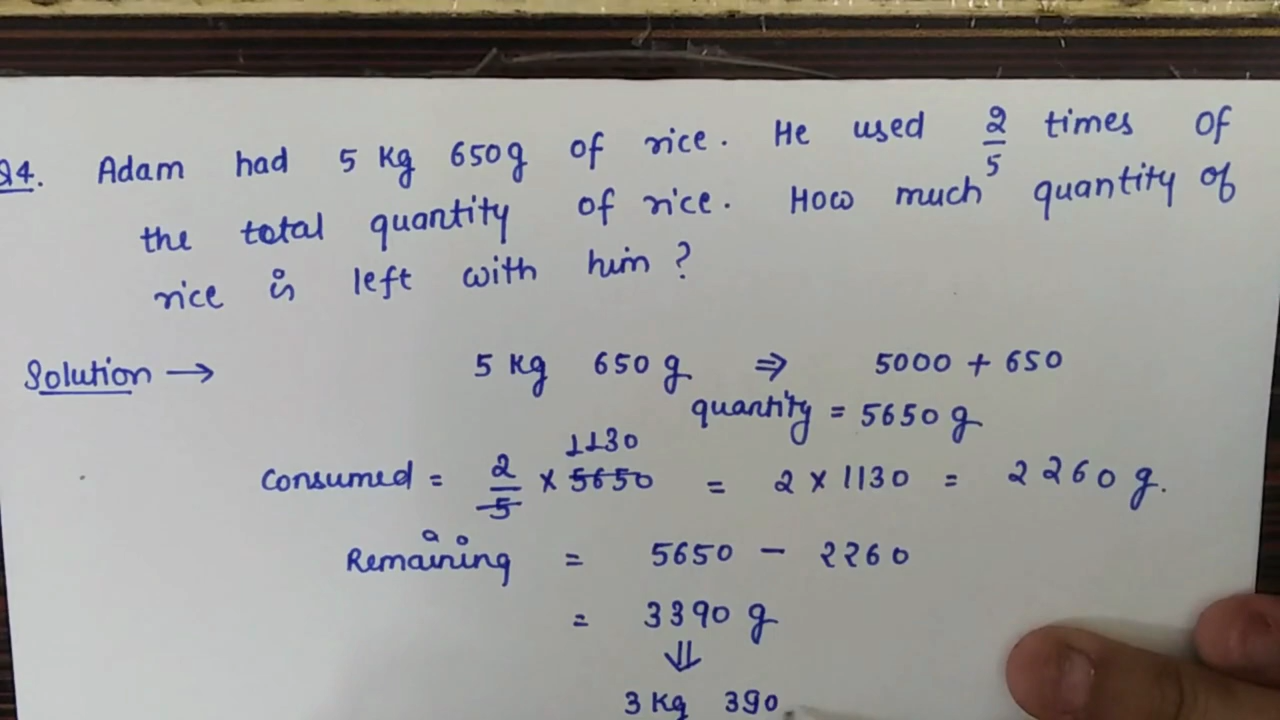 24. Adam had 5 Kg 650g of rice. He used 2/5 times of
the total quantity of rice. How much quantity of
rice is left with him ?
Solution → 5 Kg 650 g ⇒ 5000 + 650
quantity = 5650 g
1130
Consumed = 2/5 × 5650 = 2 × 1130 = 2260 g.
Remaining = 5650 - 2260
= 3390 g
⇓
3 Kg 390